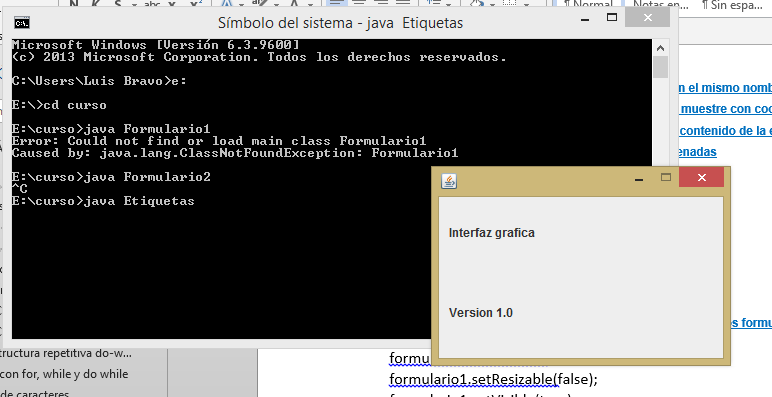 Normal
Notas en...
¶ Sin espa...
Símbolo del sistema - java Etiquetas
Microsoft Windows [Versión 6.3.9600]
(c) 2013 Microsoft Corporation. Todos los derechos reservados.
C:\Users\Luis Bravo>e:
E:\>cd curso
E:\curso>java Formulario1
Error: Could not find or load main class Formulario1
Caused by: java.lang.ClassNotFoundException: Formulario1
E:\curso>java Formulario2
^C
E:\curso>java Etiquetas
n el mismo nomb
muestre con coo
contenido de la e
enadas
Interfaz grafica
Version 1.0
es formu
tructura repetitiva do-w...
con for, while y do while
de caracteres
formu
formulario1.setResizable(false);